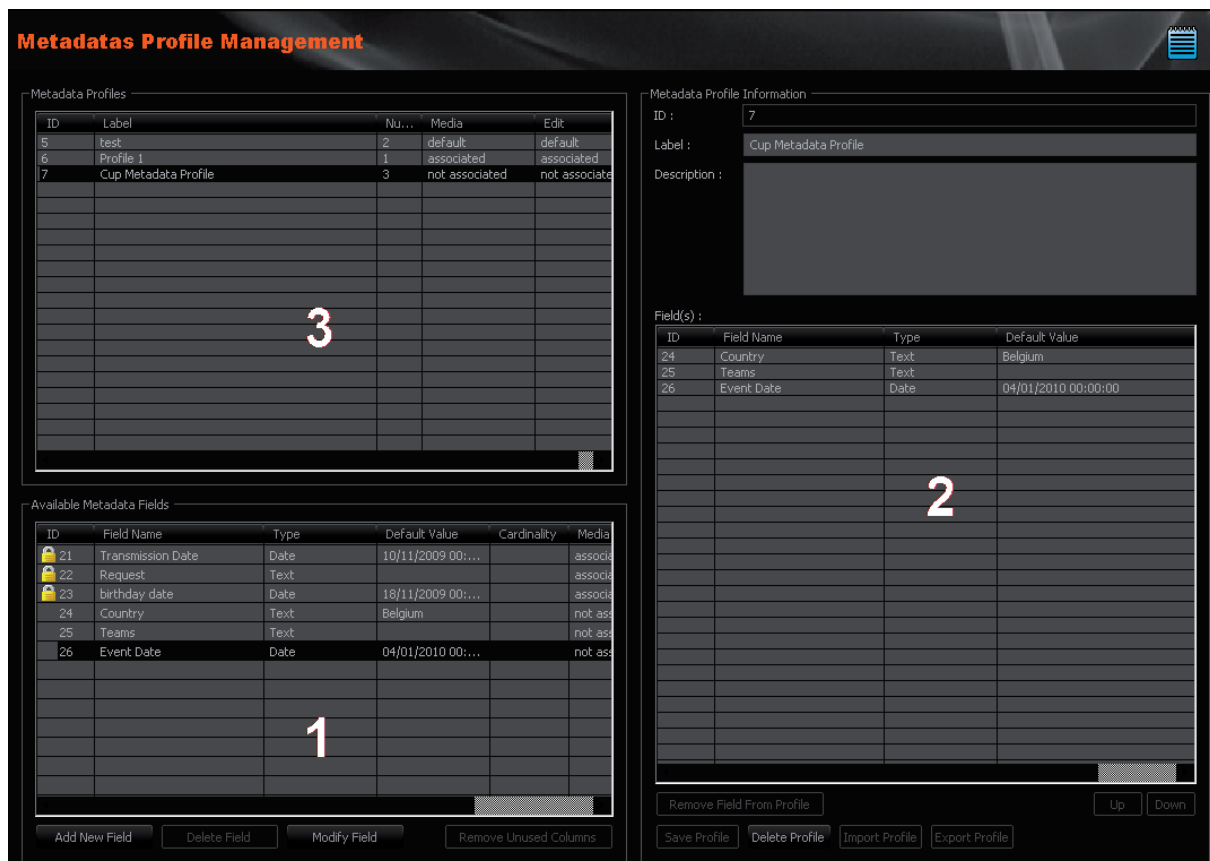 Metadatas Profile Management
Metadata Profiles
ID Label Nu... Media Edit
5 test 2 default default
6 Profile 1 1 associated associated
7 Cup Metadata Profile 3 not associated not associate
3
Available Metadata Fields
ID Field Name Type Default Value Cardinality Media
21 Transmission Date Date 10/11/2009 00:... associa
22 Request Text associa
23 birthday date Date 18/11/2009 00:... associa
24 Country Text Belgium not ass
25 Teams Text not ass
26 Event Date Date 04/01/2010 00:... not ass
1
Add New Field Delete Field Modify Field Remove Unused Columns
Metadata Profile Information
ID : 7
Label : Cup Metadata Profile
Description :
Field(s) :
ID Field Name Type Default Value
24 Country Text Belgium
25 Teams Text
26 Event Date Date 04/01/2010 00:00:00
2
Remove Field From Profile Up Down
Save Profile Delete Profile Import Profile Export Profile